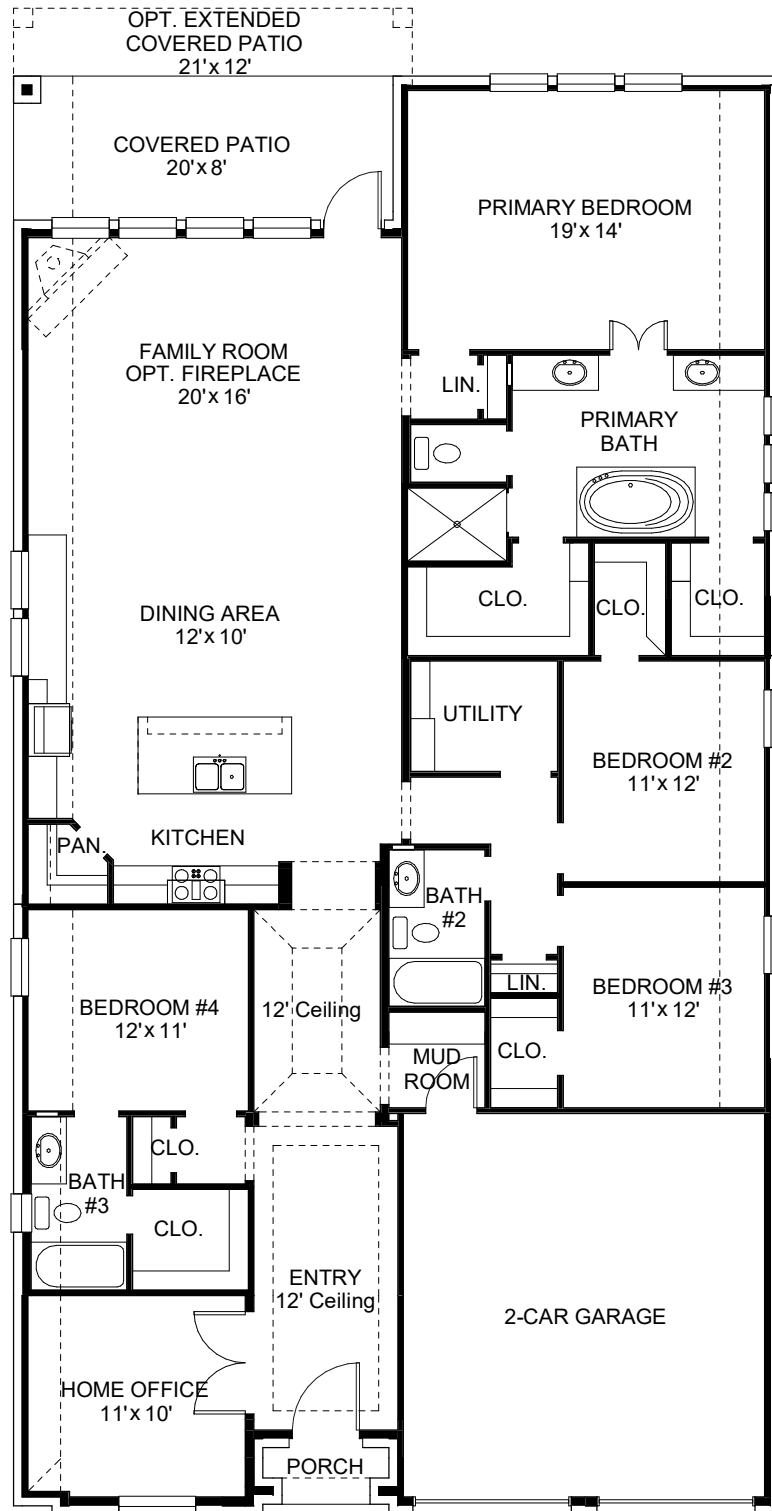 OPT. EXTENDED
COVERED PATIO
21' x 12'
COVERED PATIO
20' x 8'
PRIMARY BEDROOM
19' x 14'
FAMILY ROOM
OPT. FIREPLACE
20' x 16'
LIN.
PRIMARY
BATH
DINING AREA
12' x 10'
CLO.
CLO.
CLO.
UTILITY
BEDROOM #2
11' x 12'
PAN.
KITCHEN
BATH
#2
BEDROOM #4
12' x 11'
12' Ceiling
LIN.
BEDROOM #3
11' x 12'
MUD
ROOM
CLO.
CLO.
BATH
#3
CLO.
ENTRY
12' Ceiling
2-CAR GARAGE
HOME OFFICE
11' x 10'
PORCH